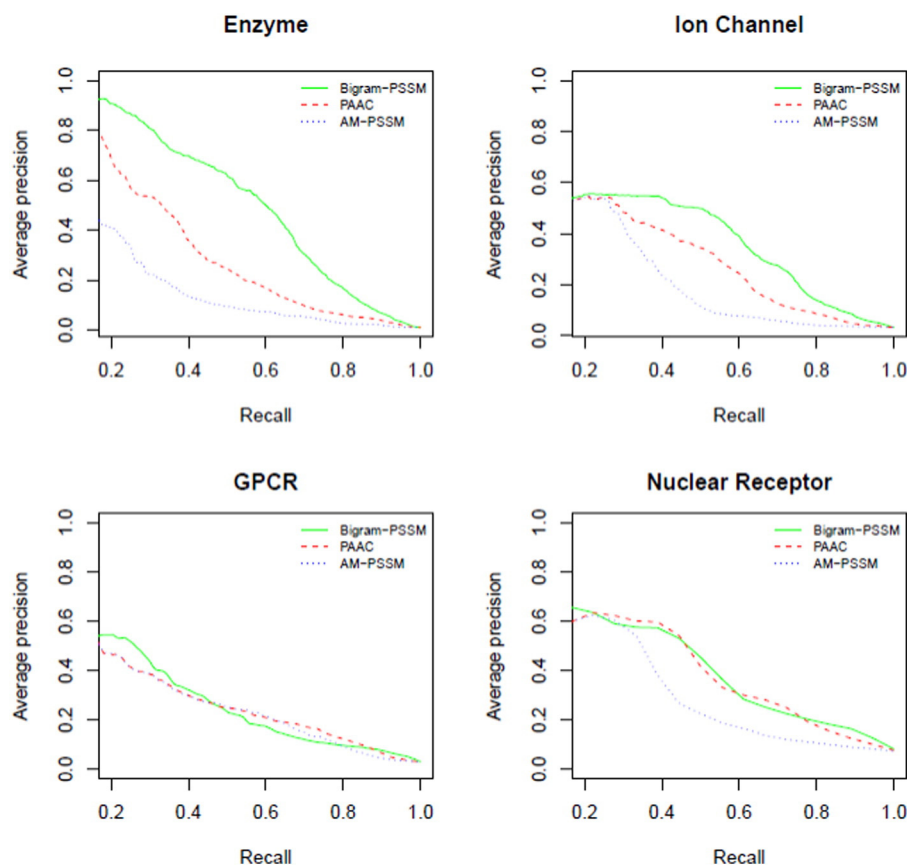 Enzyme
1.0
0.8
0.6
0.4
0.2
0.0
Average precision
Bigram-PSSM
PAAC
AM-PSSM
0.2 0.4 0.6 0.8 1.0
Recall
Ion Channel
1.0
0.8
0.6
0.4
0.2
0.0
Average precision
Bigram-PSSM
PAAC
AM-PSSM
0.2 0.4 0.6 0.8 1.0
Recall
GPCR
1.0
0.8
0.6
0.4
0.2
0.0
Average precision
Bigram-PSSM
PAAC
AM-PSSM
0.2 0.4 0.6 0.8 1.0
Recall
Nuclear Receptor
1.0
0.8
0.6
0.4
0.2
0.0
Average precision
Bigram-PSSM
PAAC
AM-PSSM
0.2 0.4 0.6 0.8 1.0
Recall